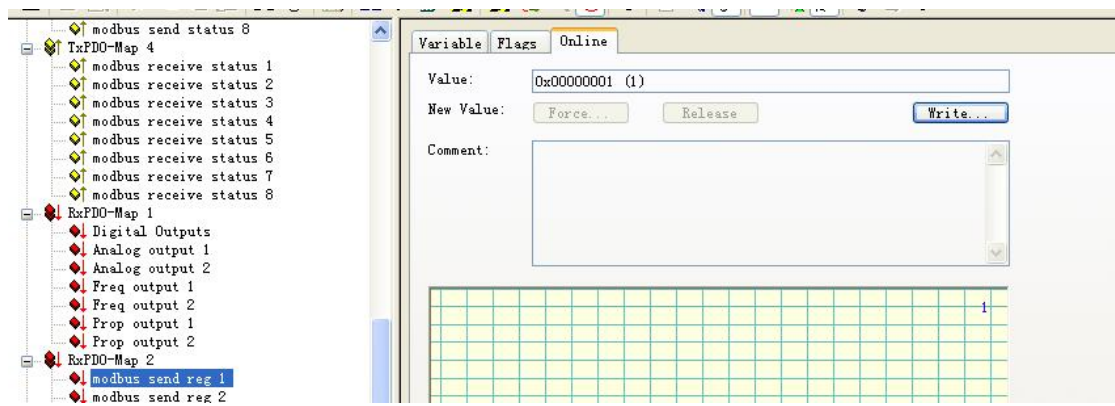 modbus send status 8
TxPDO-Map 4
modbus receive status 1
modbus receive status 2
modbus receive status 3
modbus receive status 4
modbus receive status 5
modbus receive status 6
modbus receive status 7
modbus receive status 8
RxPDO-Map 1
Digital Outputs
Analog output 1
Analog output 2
Freq output 1
Freq output 2
Prop output 1
Prop output 2
RxPDO-Map 2
modbus send reg 1
modbus send reg 2
Variable Flags Online
Value: 0x00000001 (1)
New Value: Force... Release Write...
Comment:
1